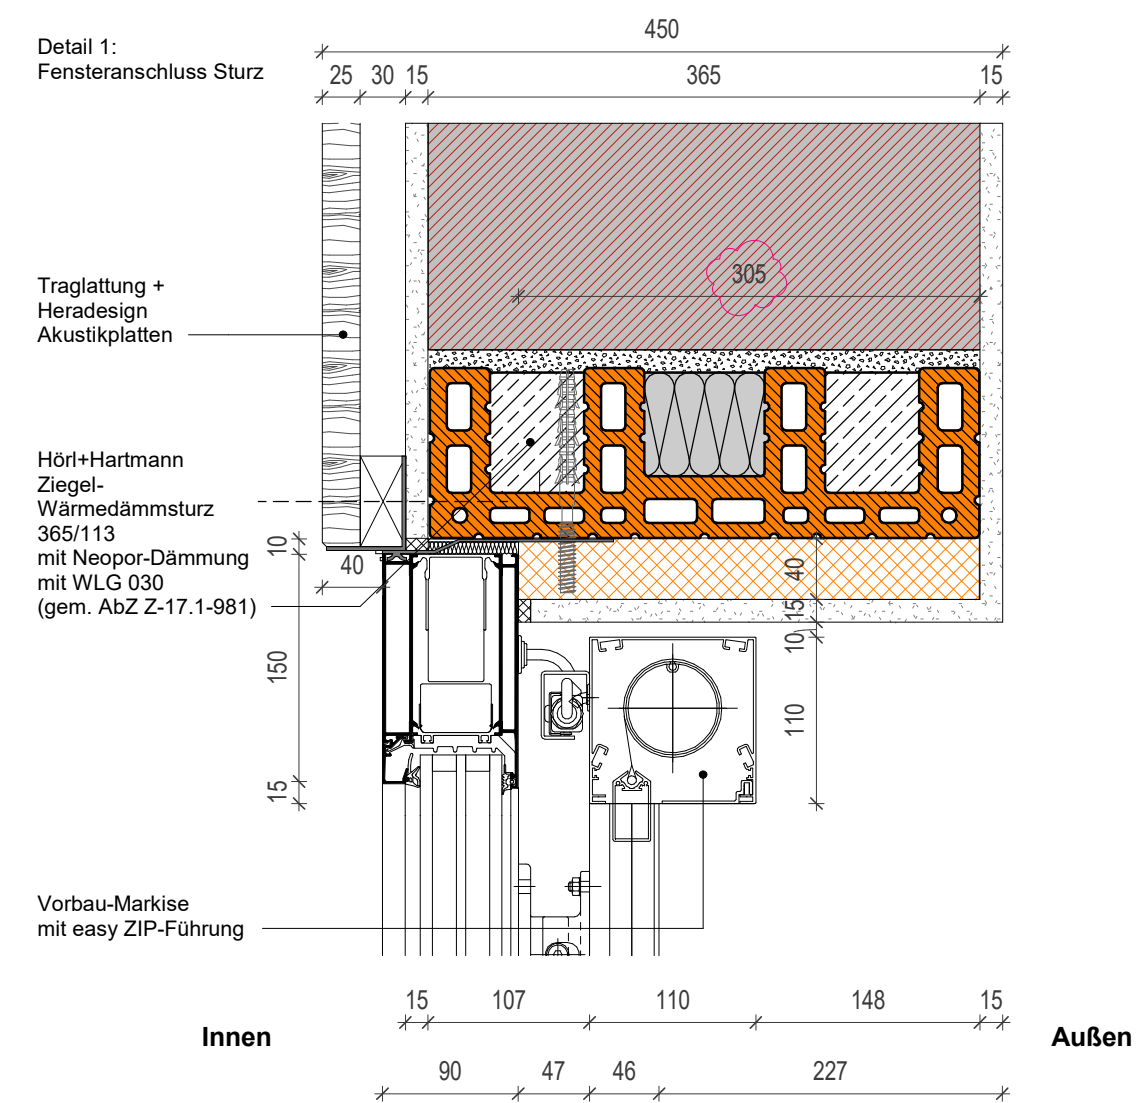 450
Detail 1:
Fensteranschluss Sturz
25 30 15 365 15
305
Traglattung +
Heradesign
Akustikplatten
Hörl+Hartmann
Ziegel-
Wärmedämmsturz
365/113
mit Neopor-Dämmung
mit WLG 030
(gem. AbZ Z-17.1-981)
10
40
40
15
10
150
110
15
Vorbau-Markise
mit easy ZIP-Führung
15 107 110 148 15
Innen
Außen
90 47 46 227